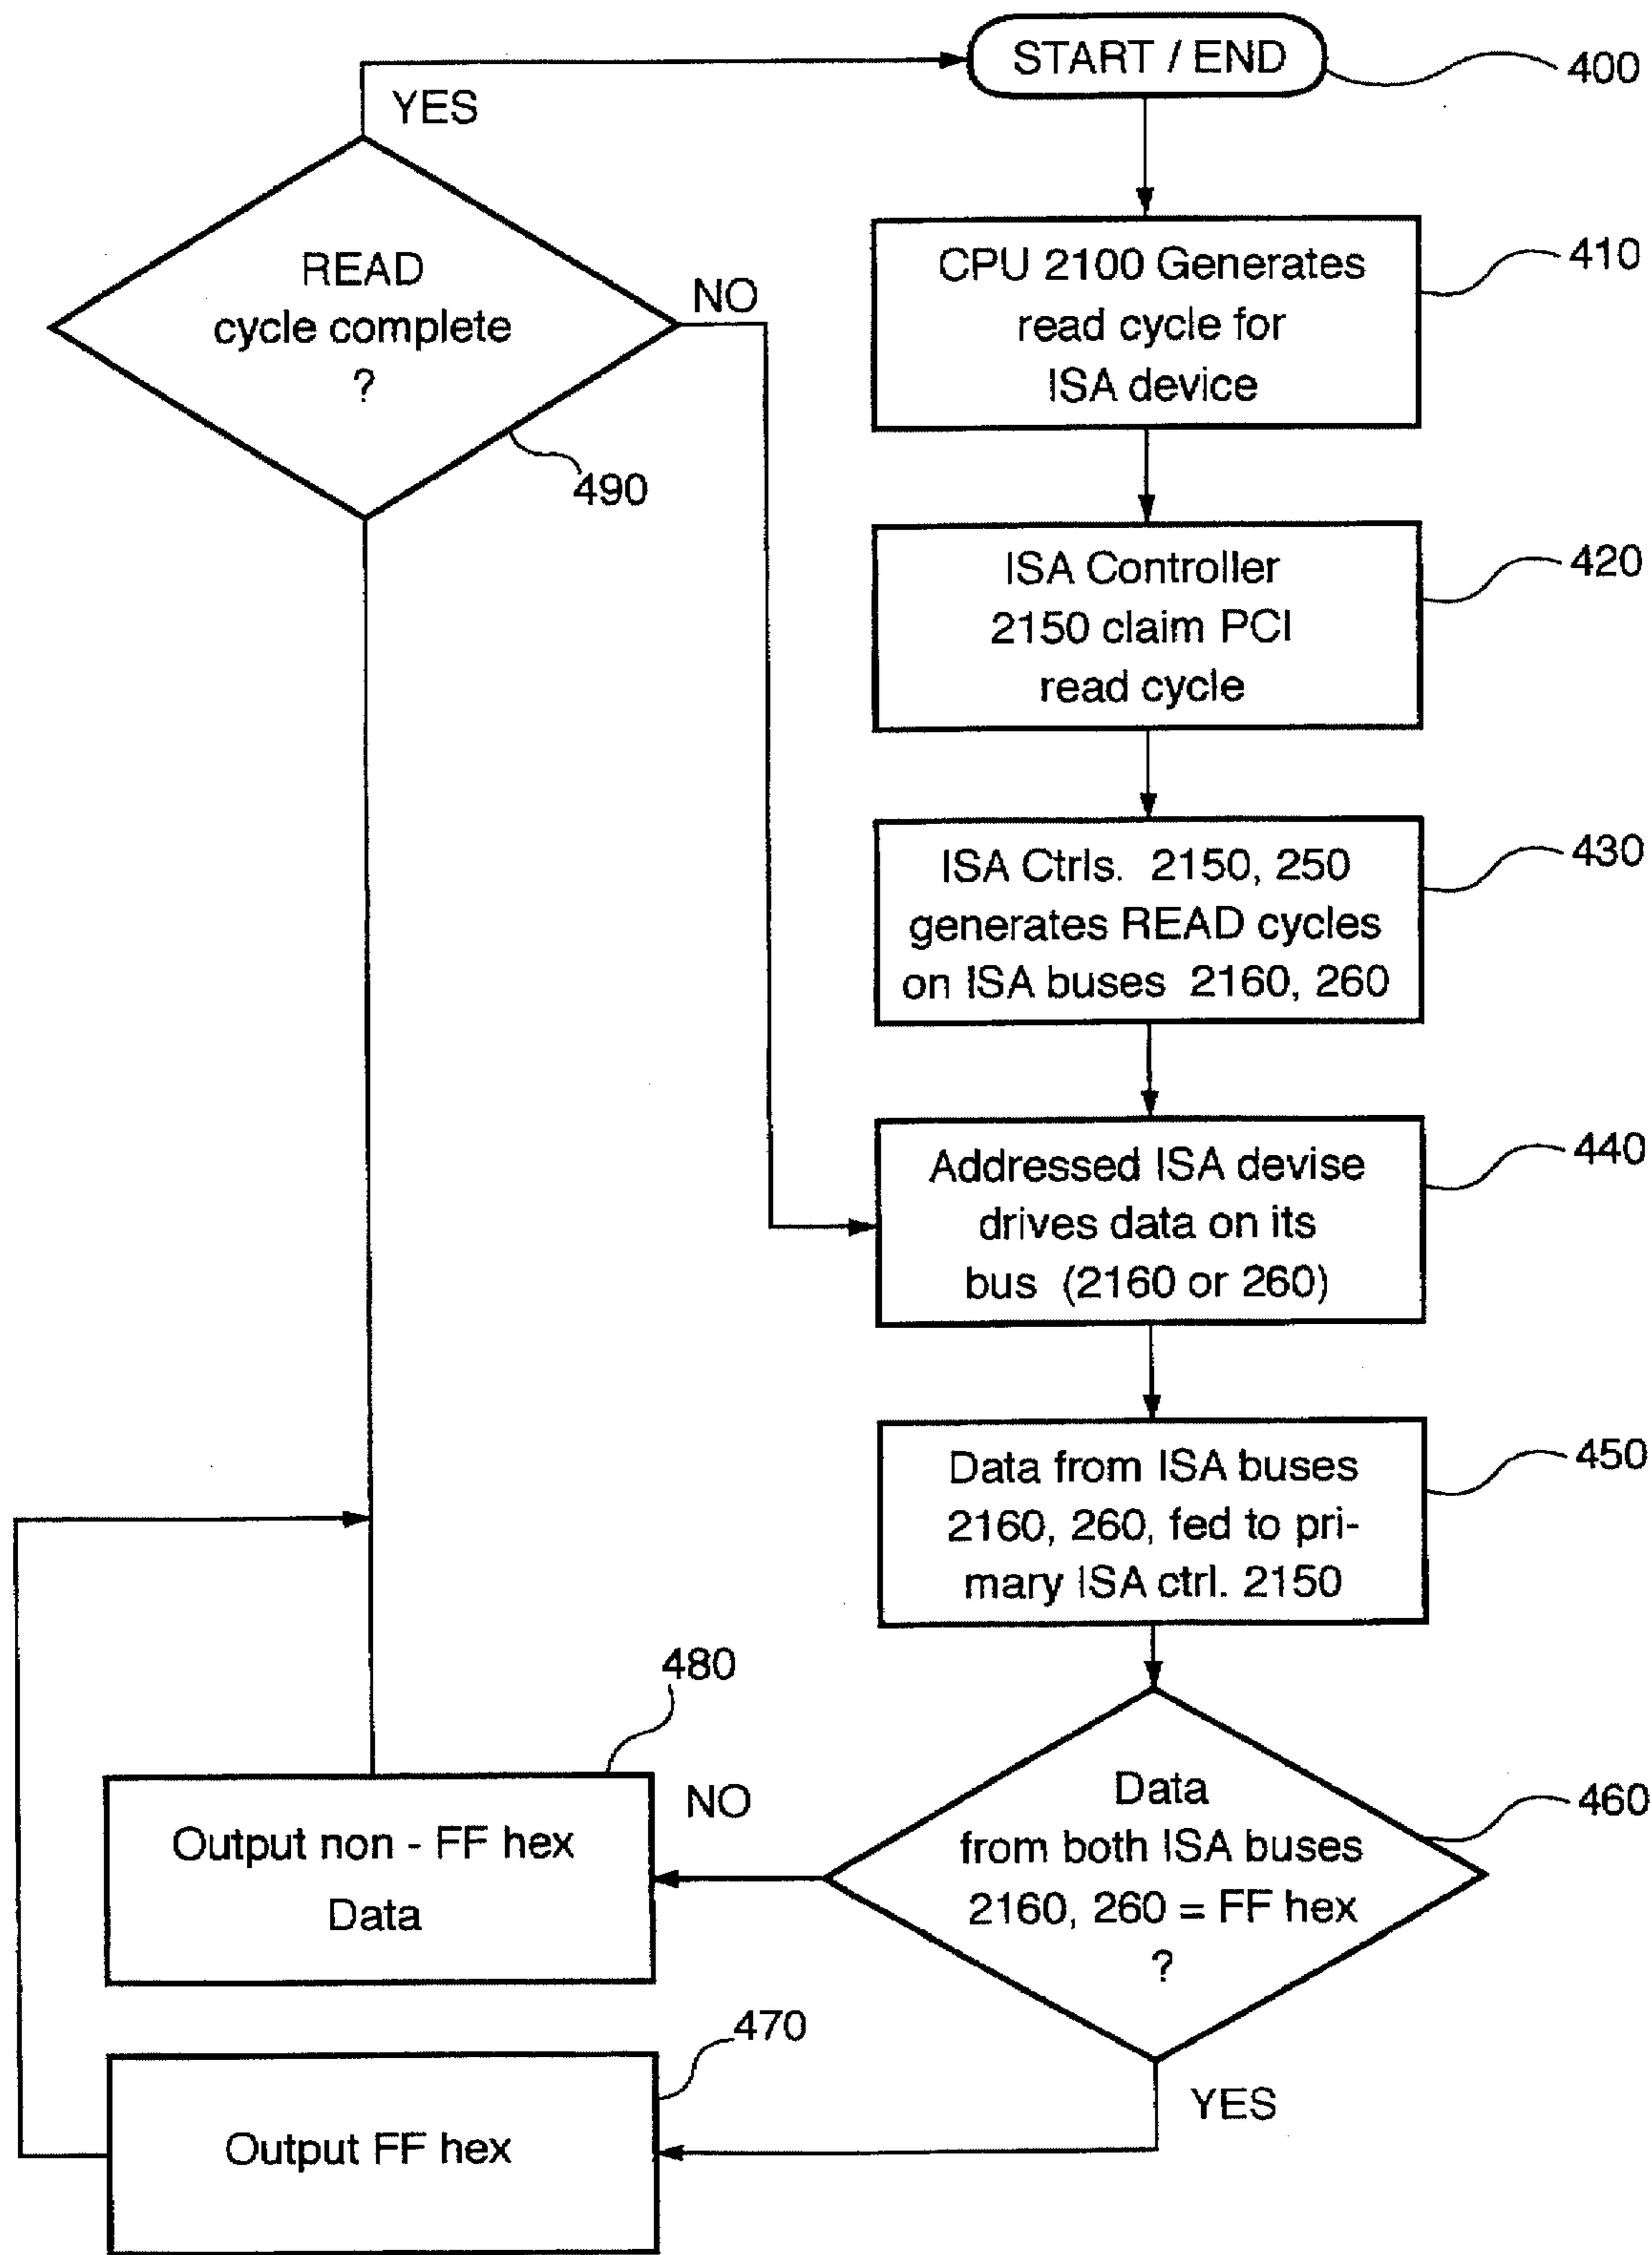 START / END
400
YES
CPU 2100 Generates
read cycle for
ISA device
410
READ
cycle complete
?
NO
490
ISA Controller
2150 claim PCI
read cycle
420
ISA Ctrls. 2150, 250
generates READ cycles
on ISA buses 2160, 260
430
Addressed ISA devise
drives data on its
bus (2160 or 260)
440
Data from ISA buses
2160, 260, fed to pri-
mary ISA ctrl. 2150
450
Data
from both ISA buses
2160, 260 = FF hex
?
460
NO
480
Output non - FF hex
Data
YES
470
Output FF hex